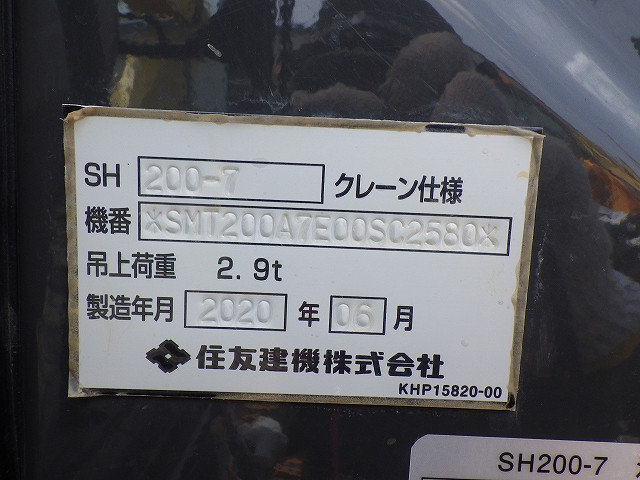 SH 200-7 クレーン仕様
機番 *SMT200A7E00SC2580*
吊上荷重 2.9t
製造年月 2020 年 06 月
住友建機株式会社
KHP15820-00
SH200-7